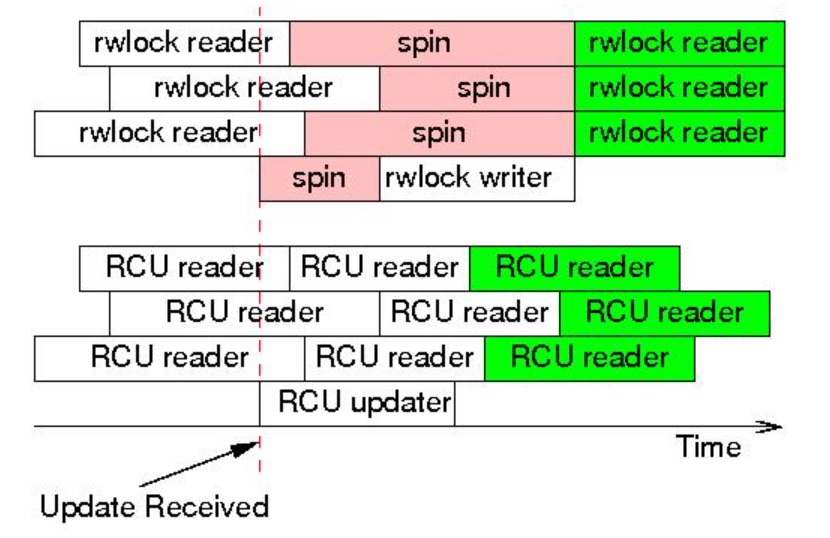 rwlock reader spin rwlock reader
rwlock reader spin rwlock reader
rwlock reader spin rwlock reader
spin rwlock writer
RCU reader RCU reader RCU reader
RCU reader RCU reader RCU reader
RCU reader RCU reader RCU reader
RCU updater
Time
Update Received